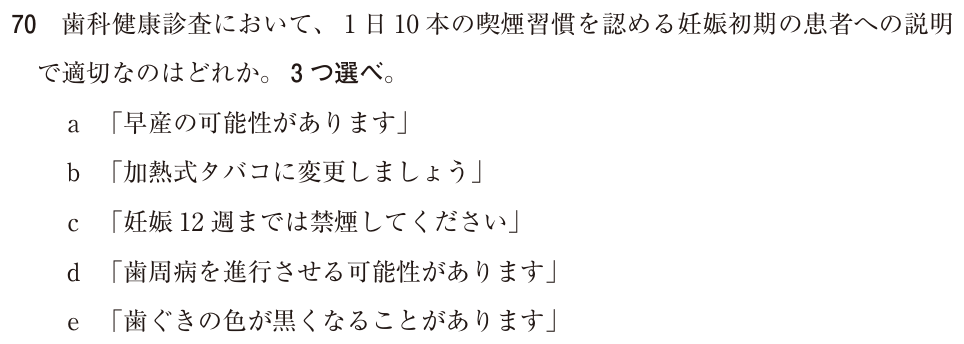 70 歯科健康診査において、1日10本の喫煙習慣を認める妊娠初期の患者への説明
で適切なのはどれか。3つ選べ。
a 「早産の可能性があります」
b 「加熱式タバコに変更しましょう」
c 「妊娠12週までは禁煙してください」
d 「歯周病を進行させる可能性があります」
e 「歯ぐきの色が黒くなることがあります」